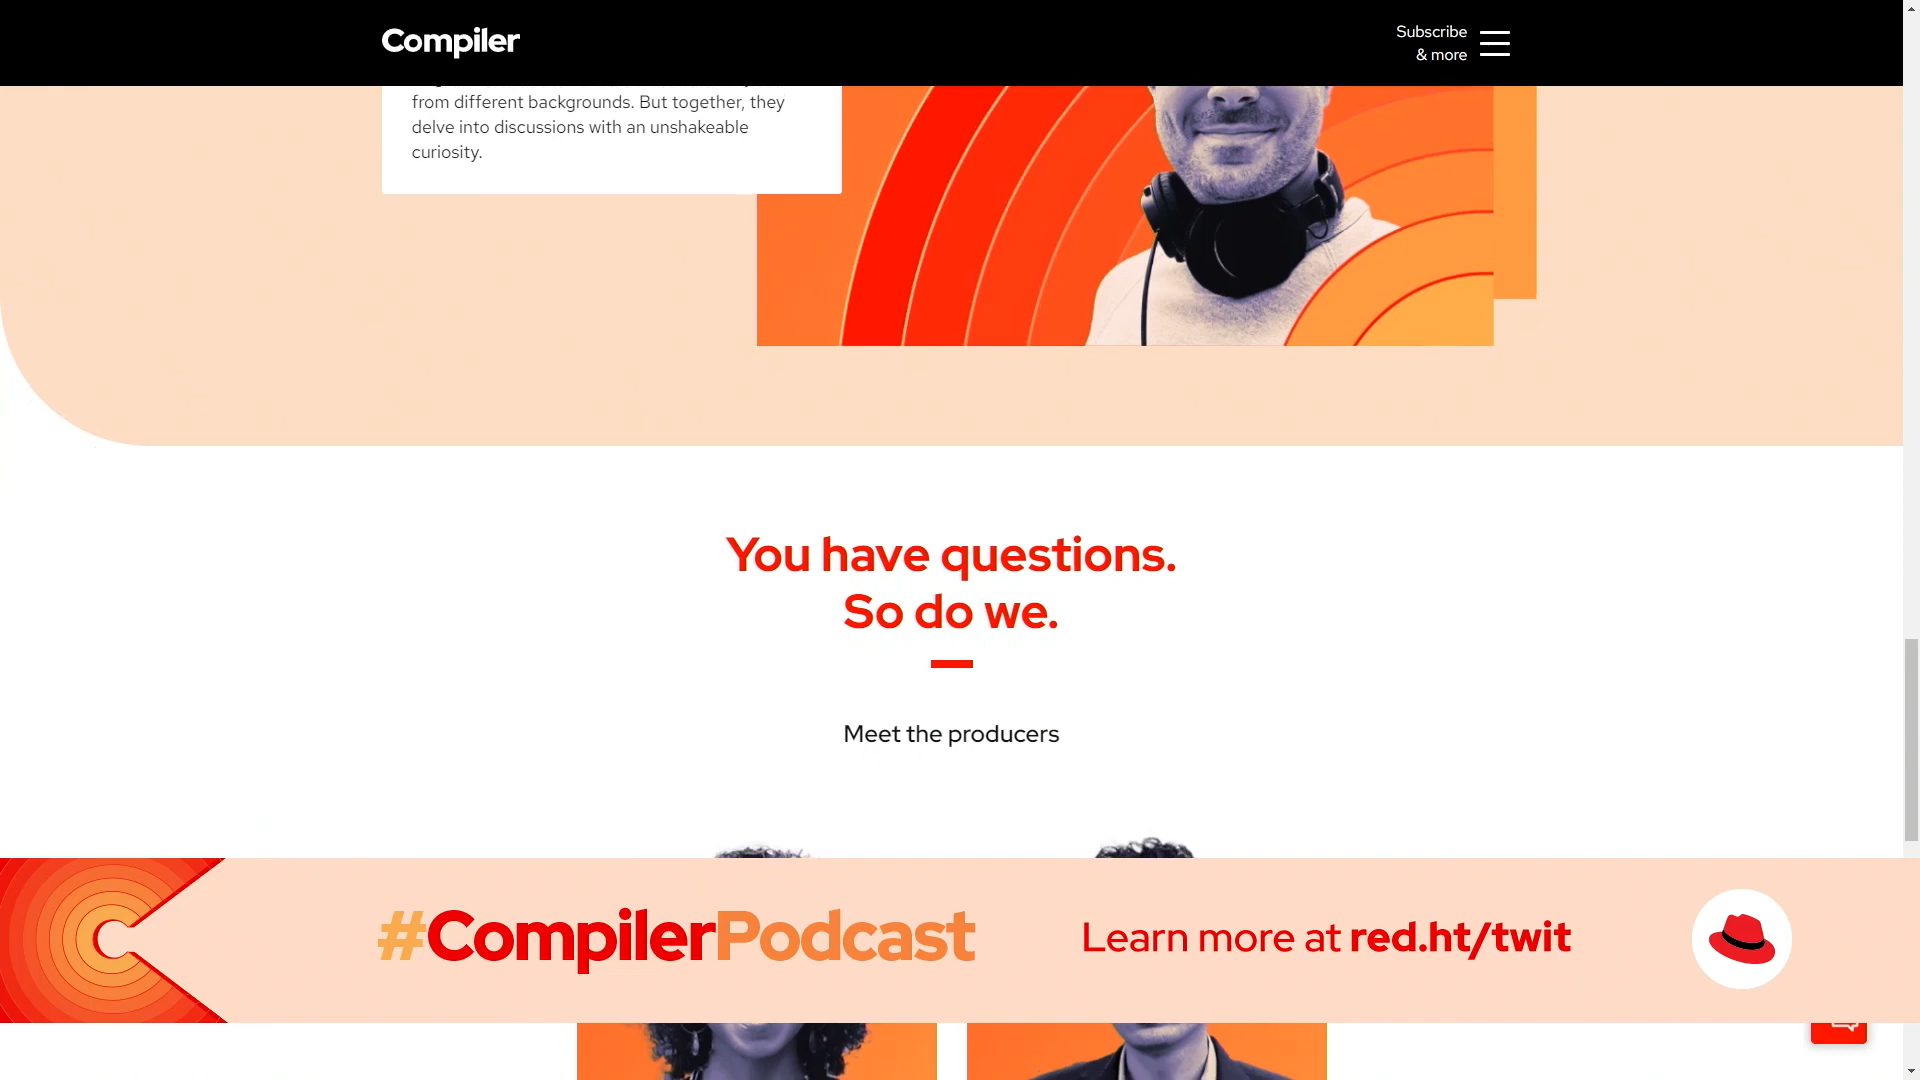 Compiler
Subscribe
& more
from different backgrounds. But together, they
delve into discussions with an unshakeable
curiosity.
You have questions.
So do we.
Meet the producers
#CompilerPodcast
Learn more at red.ht/twit